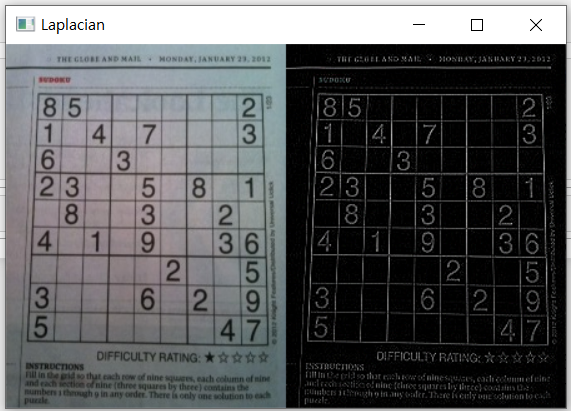 Laplacian
THE GLOBE AND MAIL • MONDAY, JANUARY 23, 2012
SUDOKU
8 5 2
1 4 7 3
6 3
2 3 5 8 1
8 3 2
4 1 9 3 6
2 5
3 6 2 9
5 4 7
© 2012 Knight Features/Distributed by Universal Uclick
DIFFICULTY RATING: ★☆☆☆☆
INSTRUCTIONS
Fill in the grid so that each row of nine squares, each column of nine
and each section of nine (three squares by three) contains the
numbers 1 through 9 in any order. There is only one solution to each
puzzle.
THE GLOBE AND MAIL • MONDAY, JANUARY 23, 2012
SUDOKU
8 5 2
1 4 7 3
6 3
2 3 5 8 1
8 3 2
4 1 9 3 6
2 5
3 6 2 9
5 4 7
© 2012 Knight Features/Distributed by Universal Uclick
DIFFICULTY RATING: ★☆☆☆☆
INSTRUCTIONS
Fill in the grid so that each row of nine squares, each column of nine
and each section of nine (three squares by three) contains the
numbers 1 through 9 in any order. There is only one solution to each
puzzle.